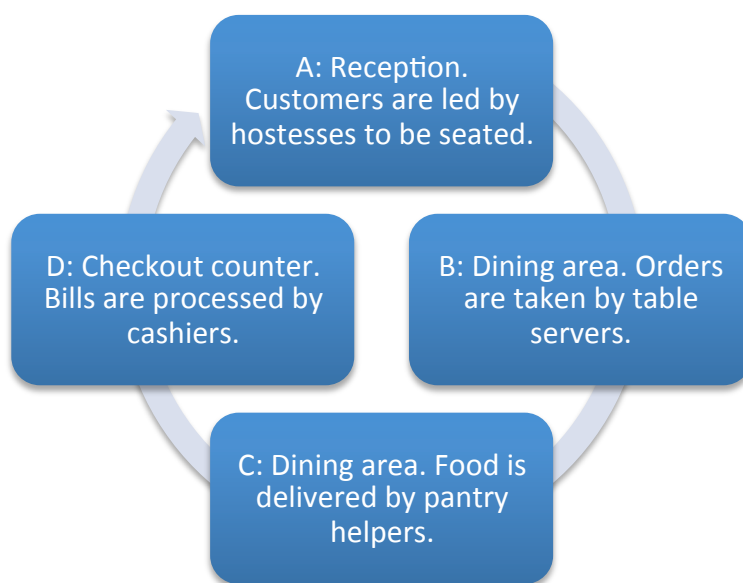 A: Reception.
Customers are led by
hostesses to be seated.
B: Dining area. Orders
are taken by table
servers.
C: Dining area. Food is
delivered by pantry
helpers.
D: Checkout counter.
Bills are processed by
cashiers.